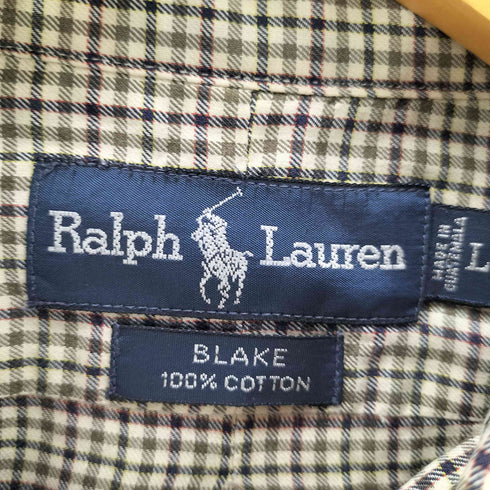 Ralph Lauren
MADE IN
GUATEMALA
L
BLAKE
100% COTTON